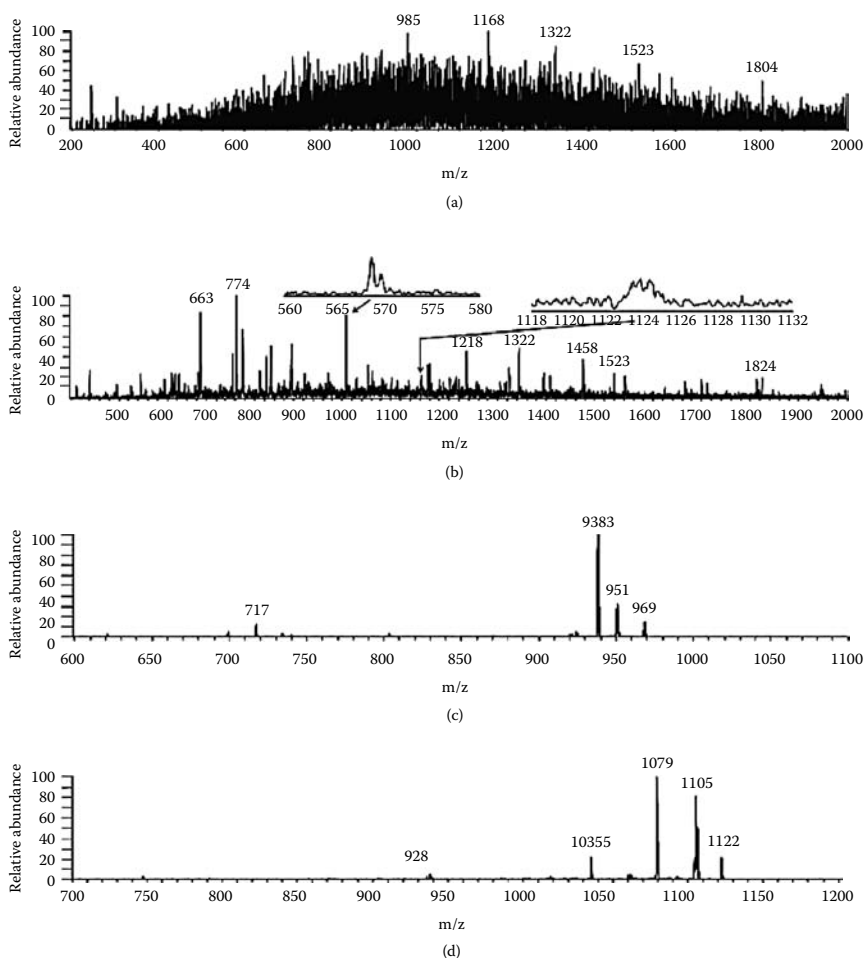 985 1168 1322 1523 1804
Relative abundance
100 80 60 40 20 0
200 400 600 800 1000 1200 1400 1600 1800 2000
m/z
(a)
663 774
560 565 570 575 580
1118 1120 1122 1124 1126 1128 1130 1132
1218 1322 1458 1523 1824
Relative abundance
100 80 60 40 20 0
500 600 700 800 900 1000 1100 1200 1300 1400 1500 1600 1700 1800 1900 2000
m/z
(b)
9383
951
969
717
Relative abundance
100 80 60 40 20 0
600 650 700 750 800 850 900 950 1000 1050 1100
m/z
(c)
1079
1105
10355
1122
928
Relative abundance
100 80 60 40 20 0
700 750 800 850 900 950 1000 1050 1100 1150 1200
m/z
(d)